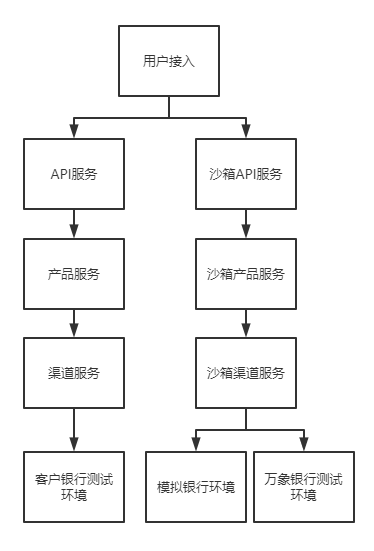 用户接入
API服务
沙箱API服务
产品服务
沙箱产品服务
渠道服务
沙箱渠道服务
客户银行测试
环境
模拟银行环境
万象银行测试
环境